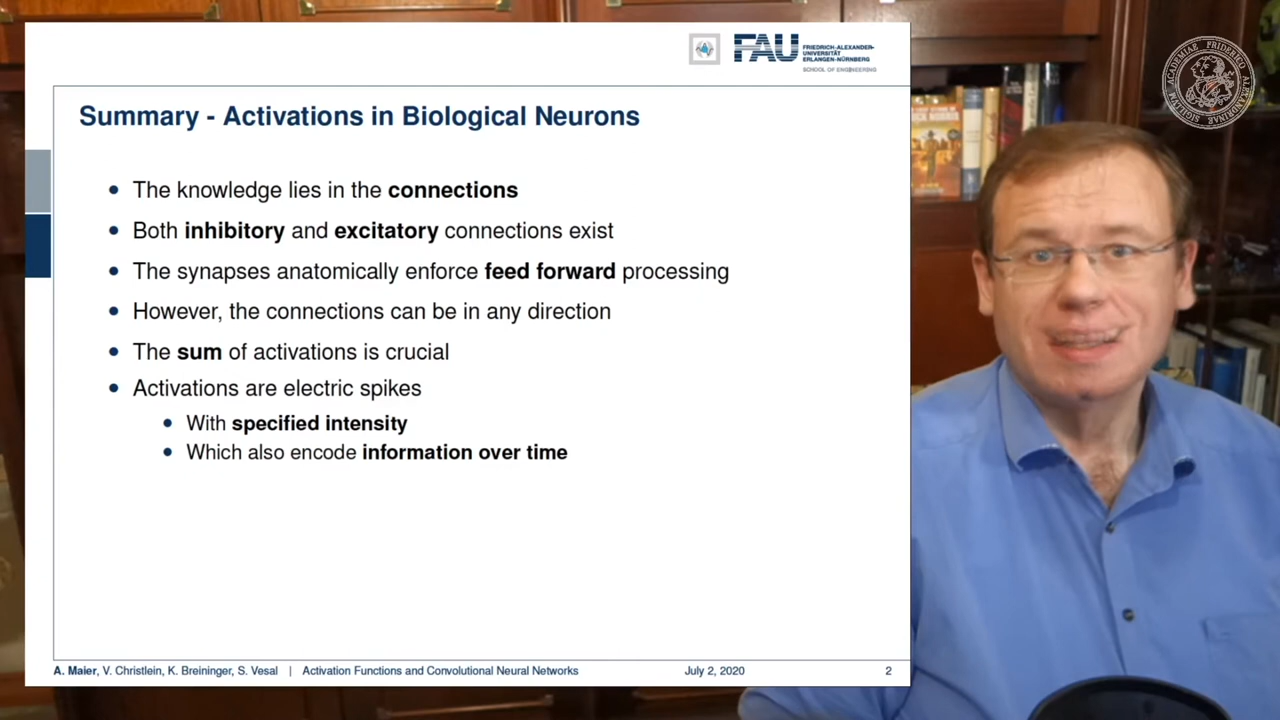 FAU
FRIEDRICH-ALEXANDER-
UNIVERSITÄT
ERLANGEN-NÜRNBERG
SCHOOL OF ENGINEERING
Summary - Activations in Biological Neurons
The knowledge lies in the connections
Both inhibitory and excitatory connections exist
The synapses anatomically enforce feed forward processing
However, the connections can be in any direction
The sum of activations is crucial
Activations are electric spikes
With specified intensity
Which also encode information over time
A. Maier, V. Christlein, K. Breininger, S. Vesal | Activation Functions and Convolutional Neural Networks July 2, 2020 2